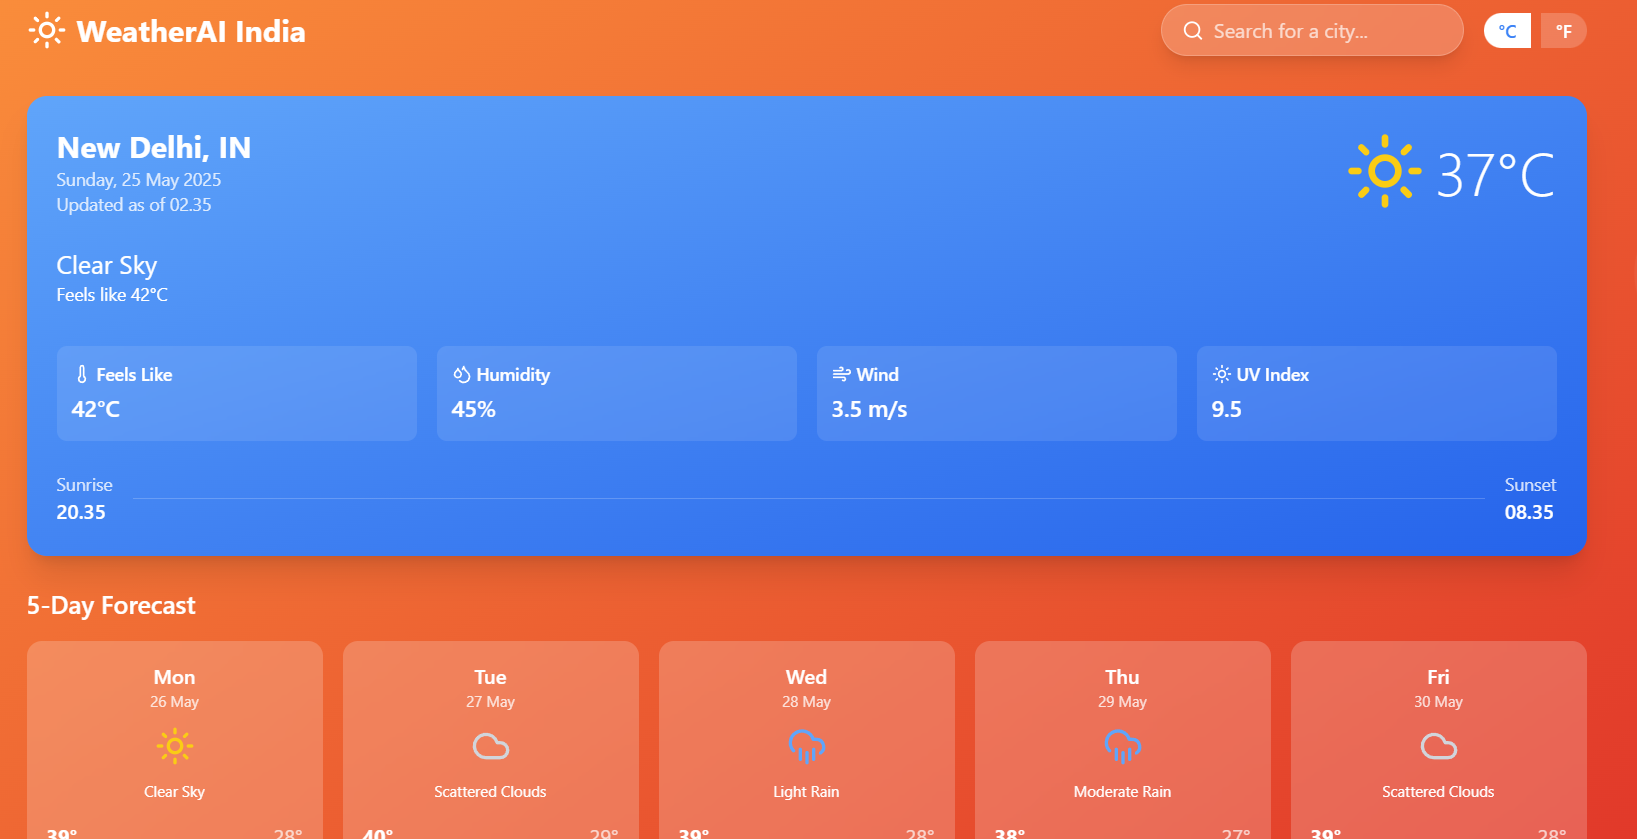 WeatherAI India
Search for a city...
°C
°F
New Delhi, IN
Sunday, 25 May 2025
Updated as of 02.35
37°C
Clear Sky
Feels like 42°C
Feels Like
42°C
Humidity
45%
Wind
3.5 m/s
UV Index
9.5
Sunrise
20.35
Sunset
08.35
5-Day Forecast
Mon
26 May
Clear Sky
39° 28°
Tue
27 May
Scattered Clouds
40° 29°
Wed
28 May
Light Rain
39° 28°
Thu
29 May
Moderate Rain
38° 27°
Fri
30 May
Scattered Clouds
39° 28°